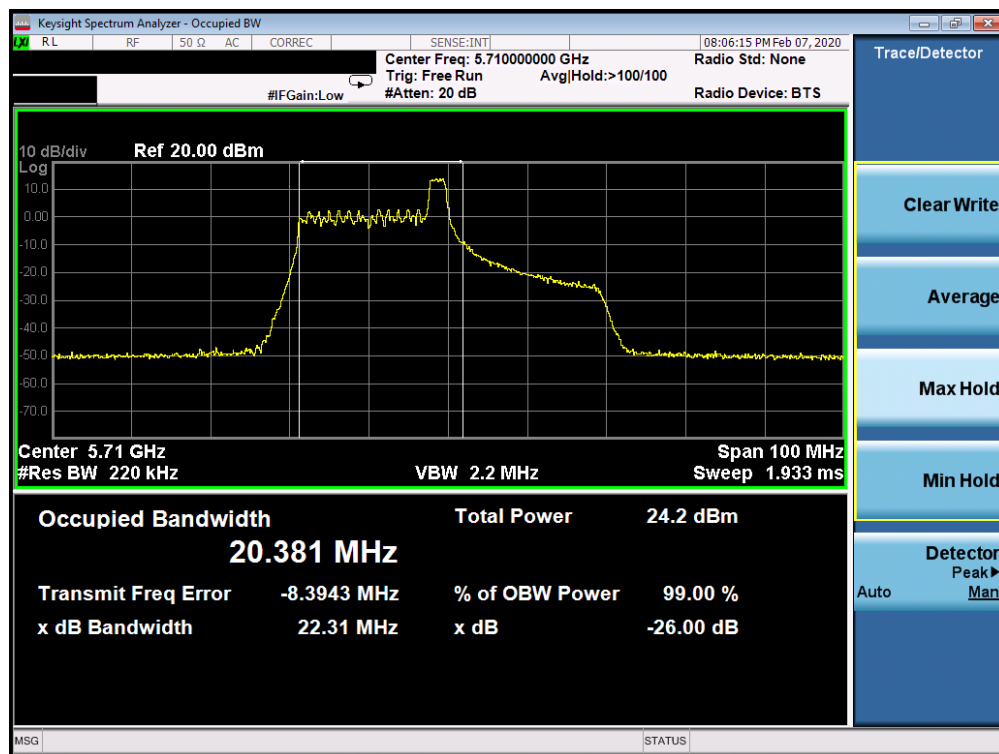 Keysight Spectrum Analyzer - Occupied BW
LXI RL RF 50 Ω AC CORREC SENSE:INT 08:06:15 PM Feb 07, 2020
Center Freq: 5.710000000 GHz Radio Std: None
Trig: Free Run Avg|Hold:>100/100
#IFGain:Low #Atten: 20 dB Radio Device: BTS
10 dB/div Ref 20.00 dBm
Log
10.0
0.00
-10.0
-20.0
-30.0
-40.0
-50.0
-60.0
-70.0
Center 5.71 GHz Span 100 MHz
#Res BW 220 kHz VBW 2.2 MHz Sweep 1.933 ms
Occupied Bandwidth Total Power 24.2 dBm
20.381 MHz
Transmit Freq Error -8.3943 MHz % of OBW Power 99.00 %
x dB Bandwidth 22.31 MHz x dB -26.00 dB
MSG STATUS
Trace/Detector
Clear Write
Average
Max Hold
Min Hold
Detector
Peak▶
Auto Man